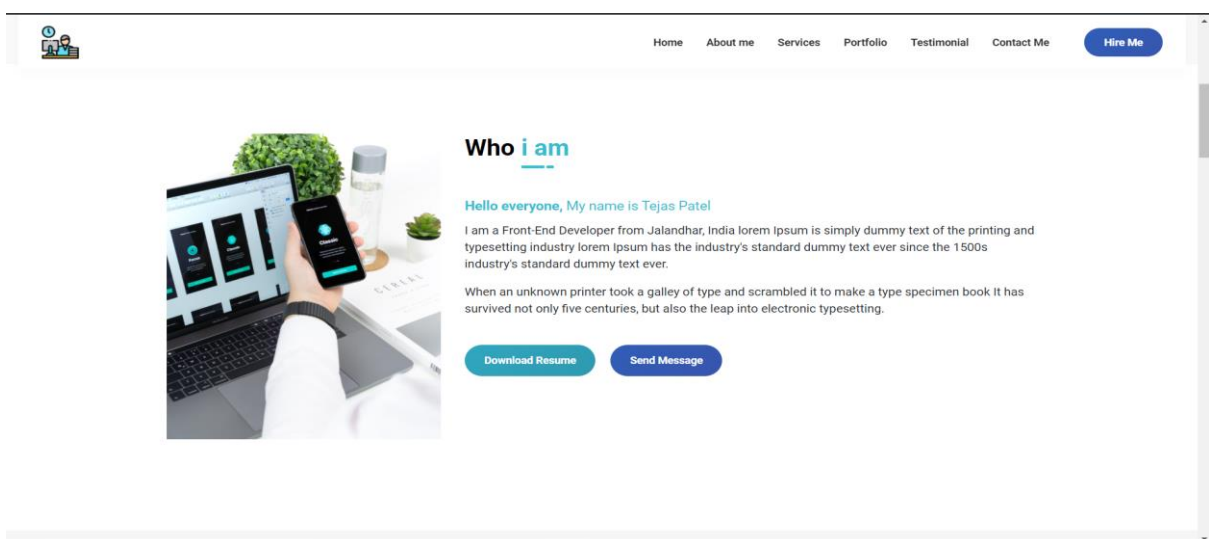 Home About me Services Portfolio Testimonial Contact Me Hire Me
Who i am
Hello everyone, My name is Tejas Patel
I am a Front-End Developer from Jalandhar, India lorem Ipsum is simply dummy text of the printing and
typesetting industry lorem Ipsum has the industry's standard dummy text ever since the 1500s
industry's standard dummy text ever.
When an unknown printer took a galley of type and scrambled it to make a type specimen book It has
survived not only five centuries, but also the leap into electronic typesetting.
Download Resume Send Message
Classic
CEREAL